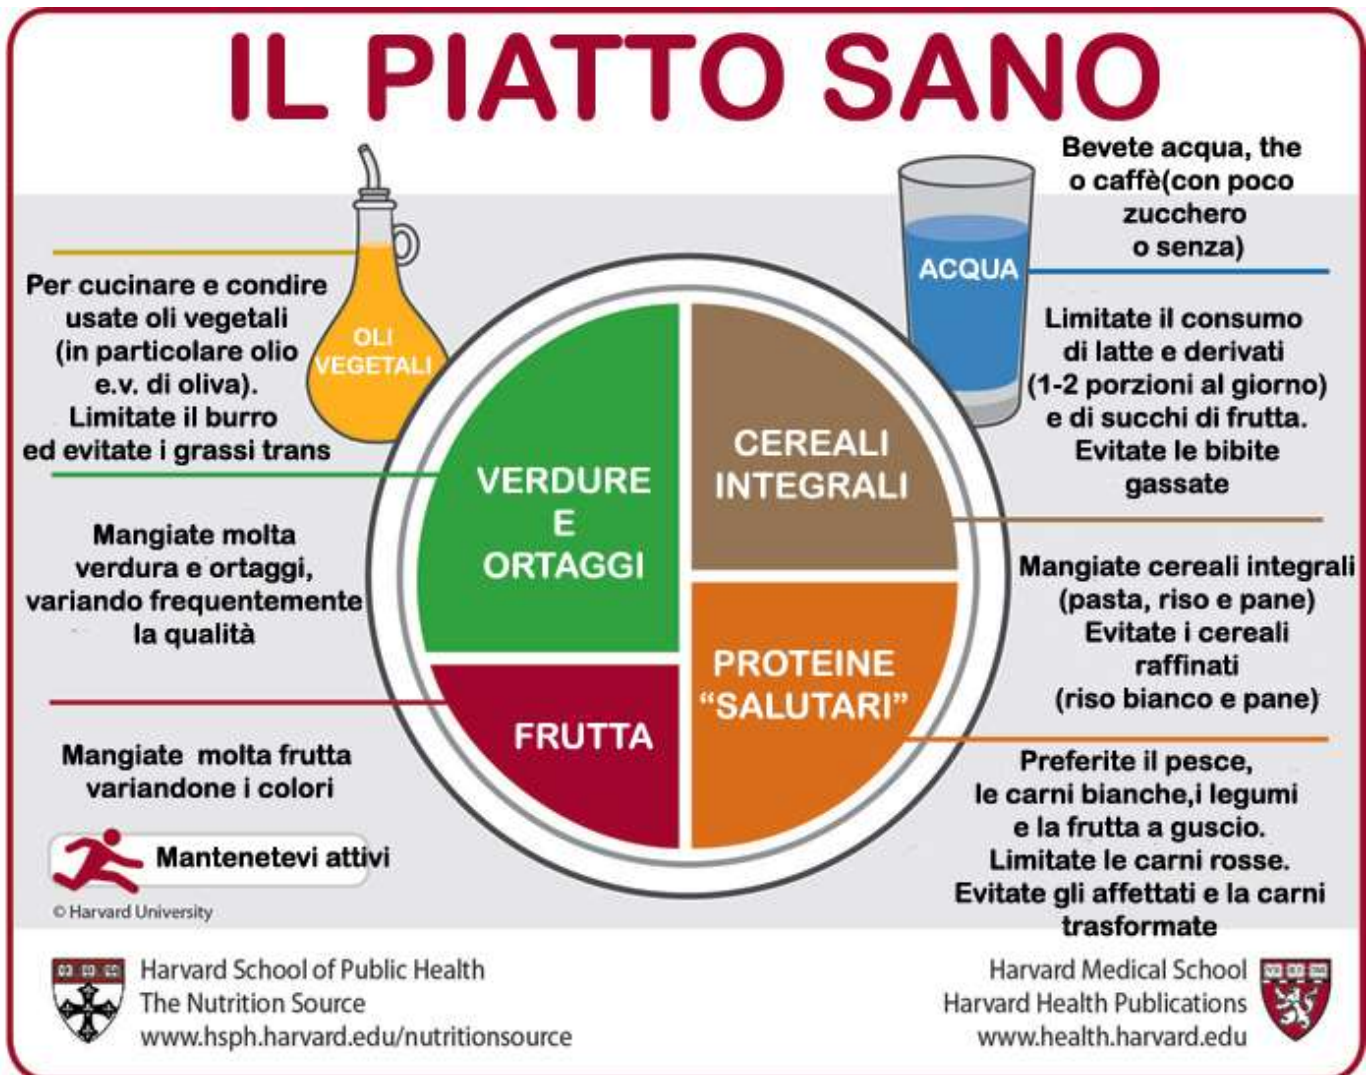 IL PIATTO SANO
Per cucinare e condire
usate oli vegetali
(in particolare olio
e.v. di oliva).
Limitate il burro
ed evitate i grassi trans
Mangiate molta
verdura e ortaggi,
variando frequentemente
la qualità
Mangiate molta frutta
variandone i colori
Mantenetevi attivi
© Harvard University
OLI
VEGETALI
VERDURE
E
ORTAGGI
FRUTTA
CEREALI
INTEGRALI
PROTEINE
“SALUTARI”
ACQUA
Bevete acqua, the
o caffè(con poco
zucchero
o senza)
Limitate il consumo
di latte e derivati
(1-2 porzioni al giorno)
e di succhi di frutta.
Evitate le bibite
gassate
Mangiate cereali integrali
(pasta, riso e pane)
Evitate i cereali
raffinati
(riso bianco e pane)
Preferite il pesce,
le carni bianche,i legumi
e la frutta a guscio.
Limitate le carni rosse.
Evitate gli affettati e la carni
trasformate
Harvard School of Public Health
The Nutrition Source
www.hsph.harvard.edu/nutritionsource
Harvard Medical School
Harvard Health Publications
www.health.harvard.edu